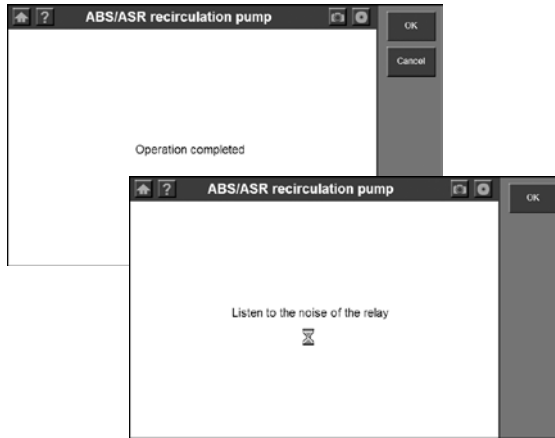 ? ABS/ASR recirculation pump
OK
Cancel
Operation completed
? ABS/ASR recirculation pump
OK
Listen to the noise of the relay